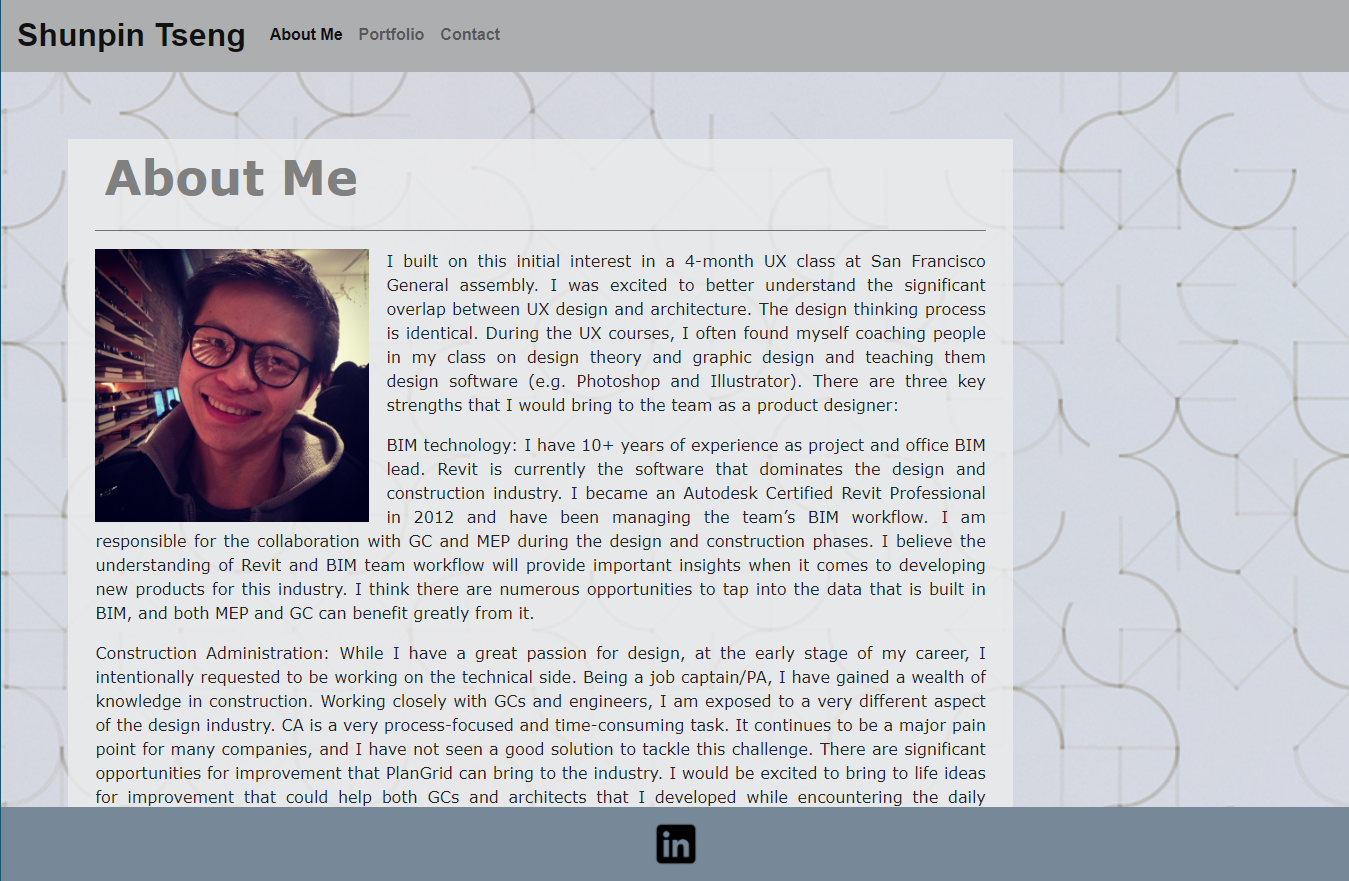 Shunpin Tseng
About Me
Portfolio
Contact
About Me
I built on this initial interest in a 4-month UX class at San Francisco
General assembly. I was excited to better understand the significant
overlap between UX design and architecture. The design thinking process
is identical. During the UX courses, I often found myself coaching people
in my class on design theory and graphic design and teaching them
design software (e.g. Photoshop and Illustrator). There are three key
strengths that I would bring to the team as a product designer:
BIM technology: I have 10+ years of experience as project and office BIM
lead. Revit is currently the software that dominates the design and
construction industry. I became an Autodesk Certified Revit Professional
in 2012 and have been managing the team’s BIM workflow. I am
responsible for the collaboration with GC and MEP during the design and construction phases. I believe the
understanding of Revit and BIM team workflow will provide important insights when it comes to developing
new products for this industry. I think there are numerous opportunities to tap into the data that is built in
BIM, and both MEP and GC can benefit greatly from it.
Construction Administration: While I have a great passion for design, at the early stage of my career, I
intentionally requested to be working on the technical side. Being a job captain/PA, I have gained a wealth of
knowledge in construction. Working closely with GCs and engineers, I am exposed to a very different aspect
of the design industry. CA is a very process-focused and time-consuming task. It continues to be a major pain
point for many companies, and I have not seen a good solution to tackle this challenge. There are significant
opportunities for improvement that PlanGrid can bring to the industry. I would be excited to bring to life ideas
for improvement that could help both GCs and architects that I developed while encountering the daily
in